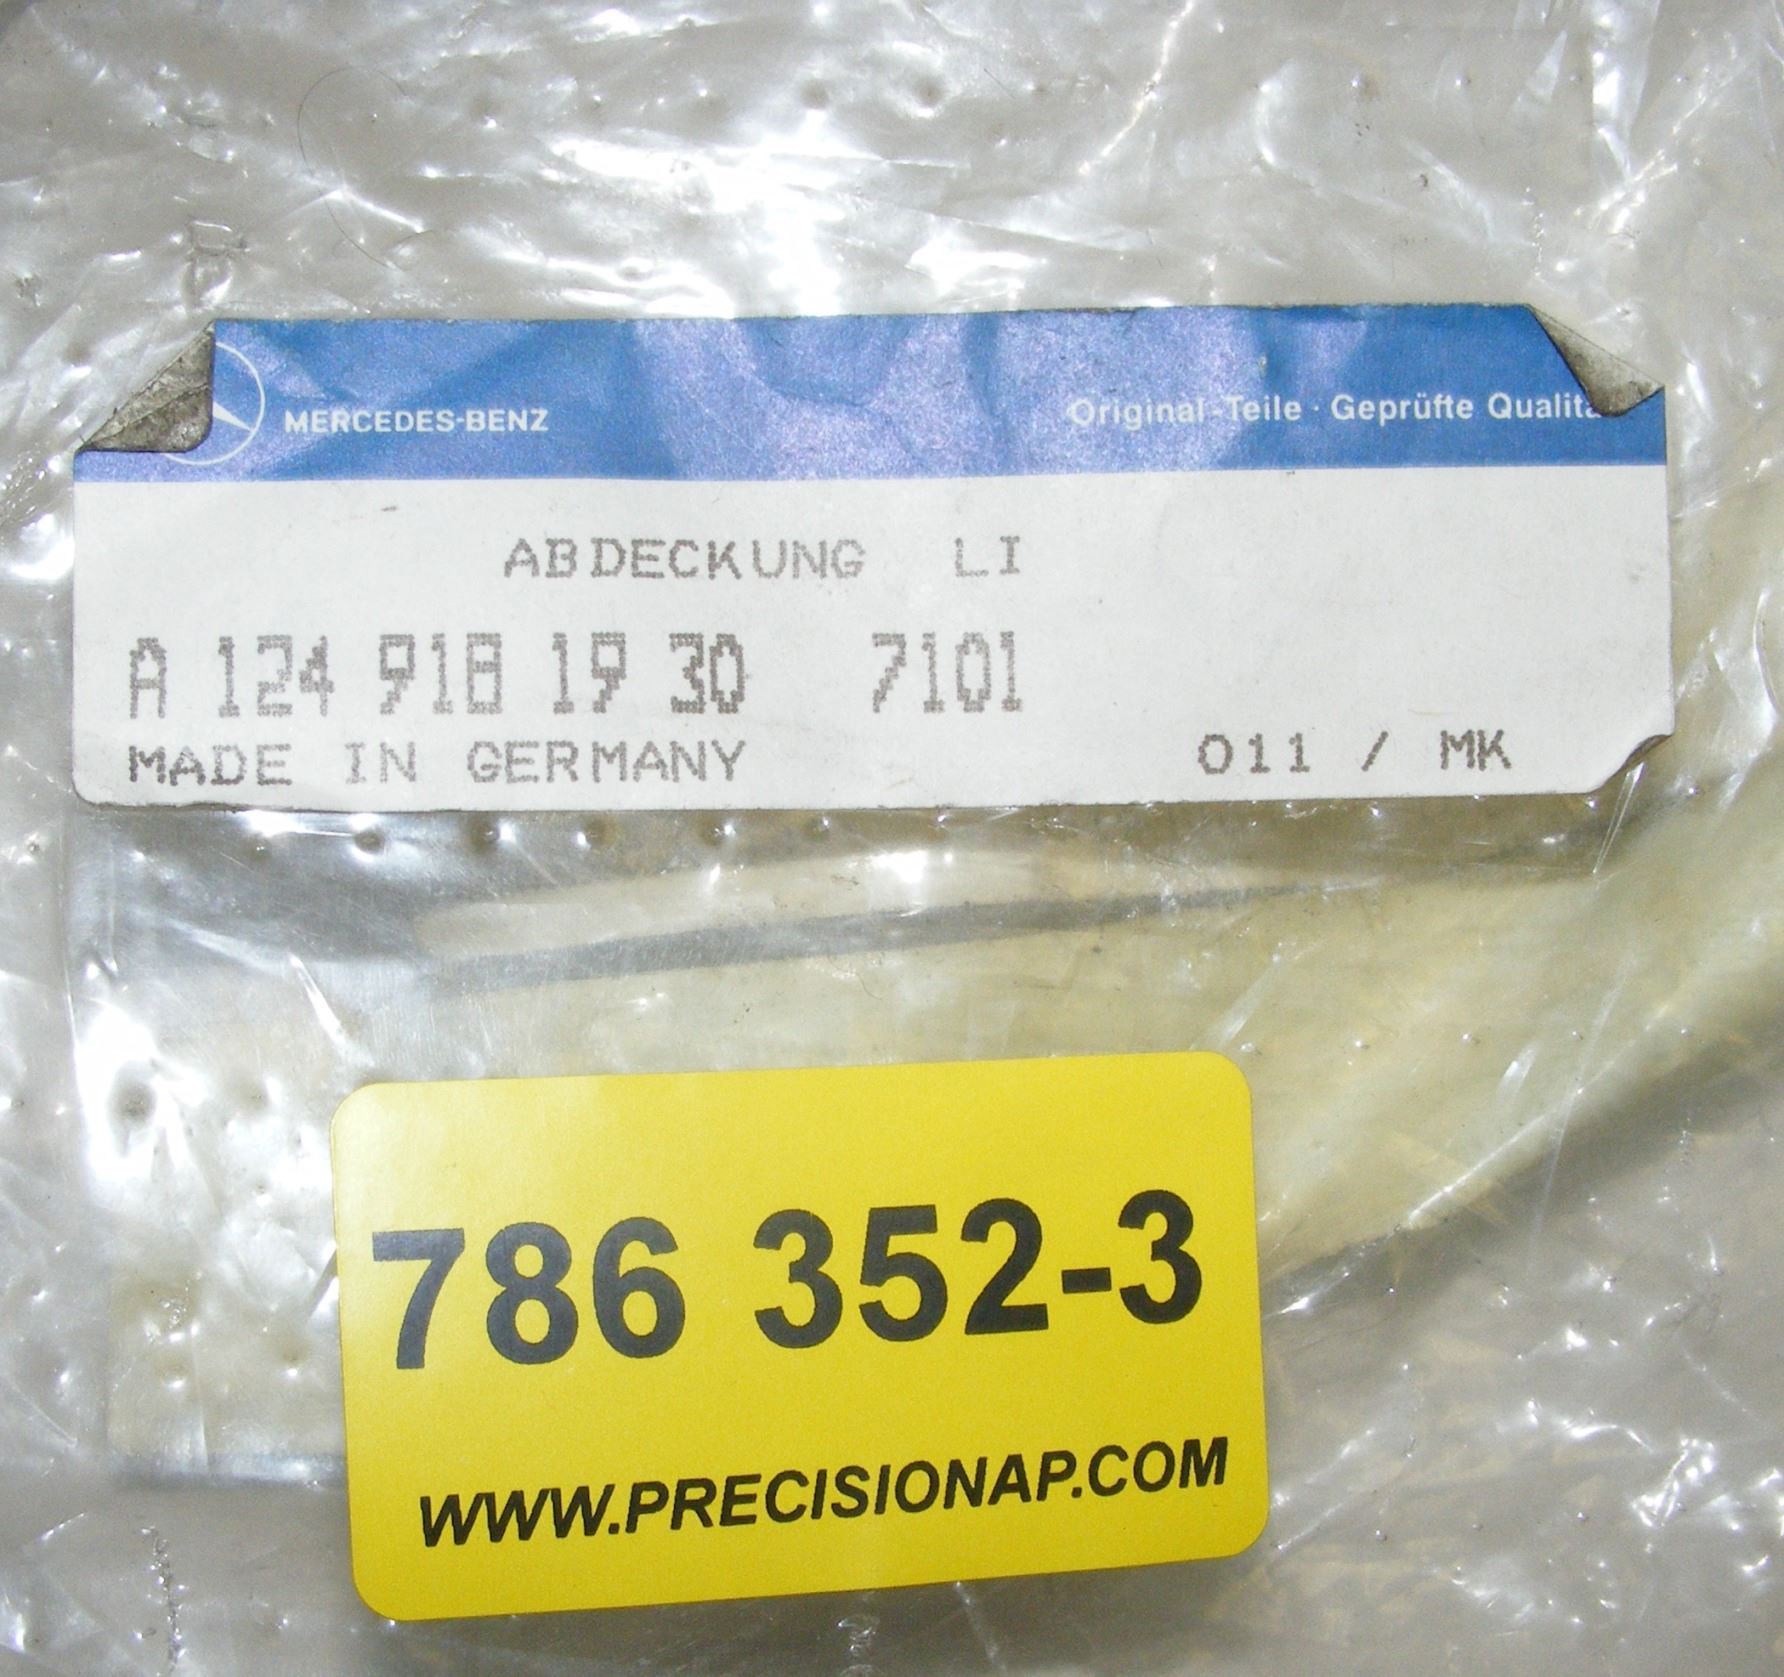 MERCEDES-BENZ
Original-Teile · Geprüfte Qualitä
ABDECKUNG LI
A 124 918 19 30 7101
MADE IN GERMANY
011 / MK
786 352-3
WWW.PRECISIONAP.COM